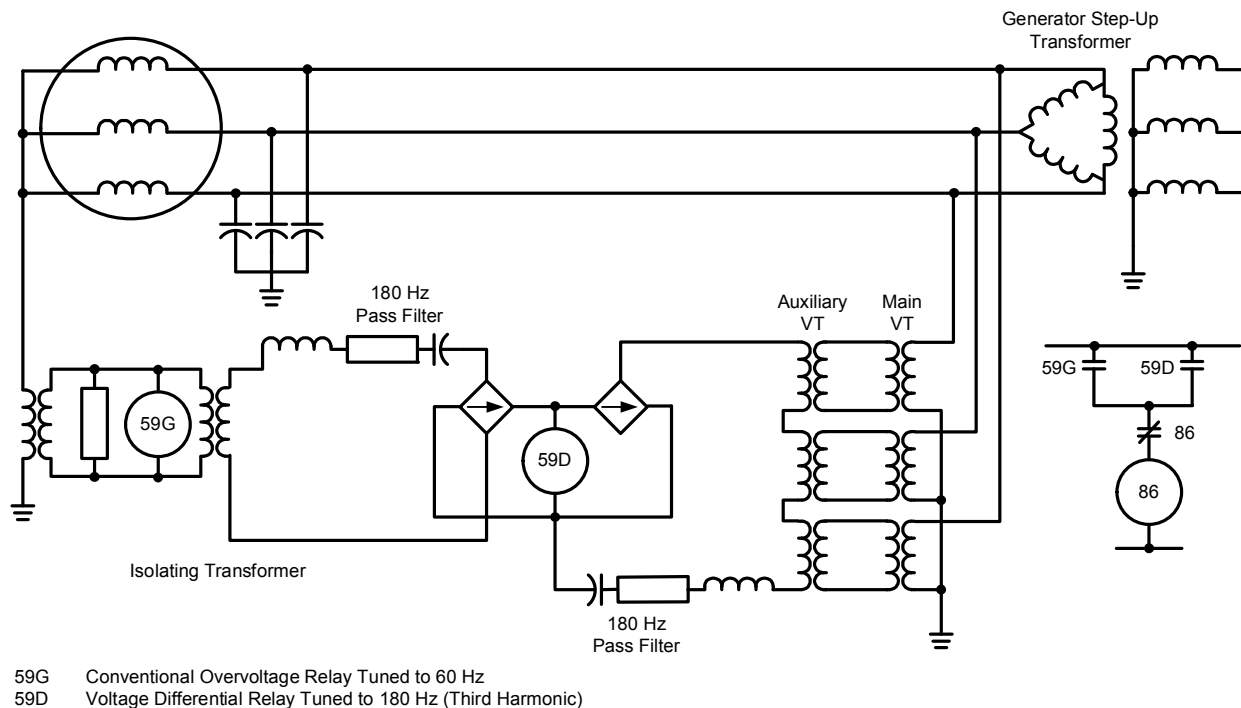 Generator Step-Up
Transformer
180 Hz
Pass Filter
Auxiliary
VT
Main
VT
59G
59D
86
59G
59D
86
Isolating Transformer
180 Hz
Pass Filter
59G Conventional Overvoltage Relay Tuned to 60 Hz
59D Voltage Differential Relay Tuned to 180 Hz (Third Harmonic)